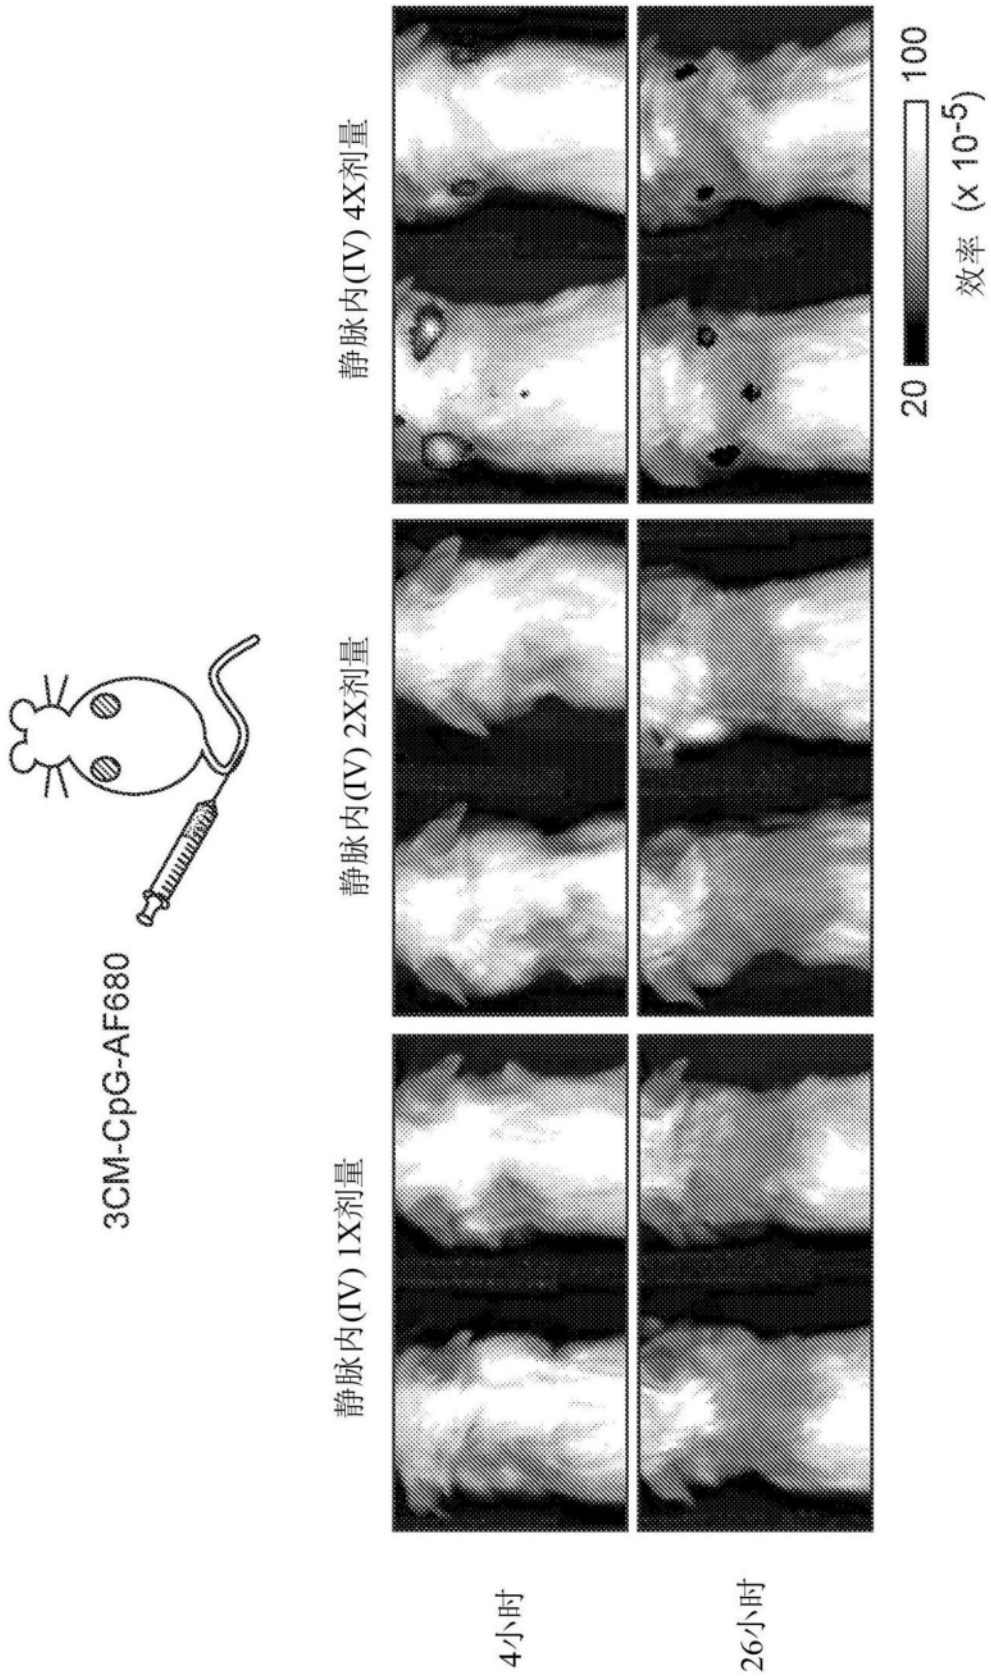 3CM-CpG-AF680
静脉内(IV) 1X剂量
静脉内(IV) 2X剂量
静脉内(IV) 4X剂量
4小时
26小时
20
100
效率 (x 10-5)